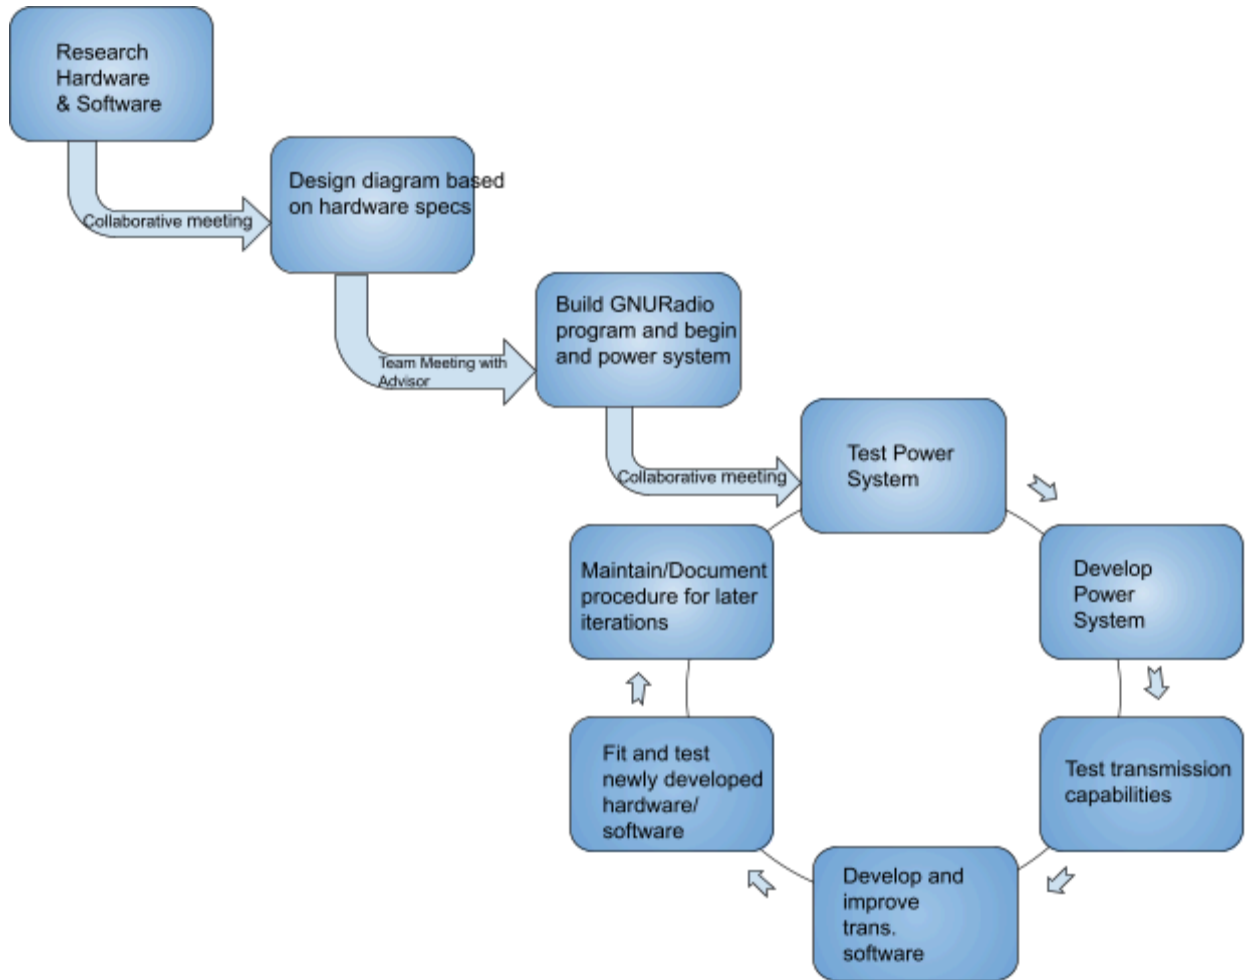 Research
Hardware
& Software
Collaborative meeting
Design diagram based
on hardware specs
Team Meeting with
Advisor
Build GNURadio
program and begin
and power system
Collaborative meeting
Test Power
System
Develop
Power
System
Test transmission
capabilities
Develop and
improve
trans.
software
Fit and test
newly developed
hardware/
software
Maintain/Document
procedure for later
iterations